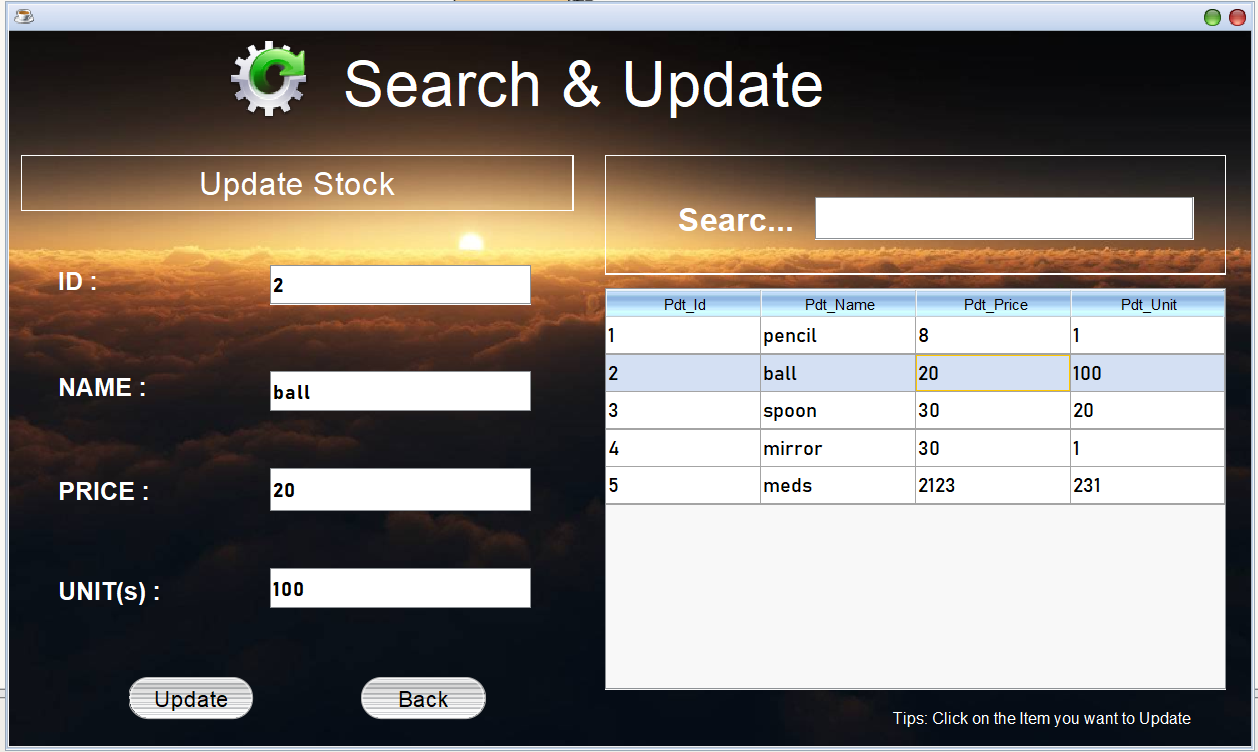 Search & Update
Update Stock
Searc...
ID :
2
NAME :
ball
PRICE :
20
UNIT(s) :
100
Update
Back
Pdt_Id Pdt_Name Pdt_Price Pdt_Unit
1 pencil 8 1
2 ball 20 100
3 spoon 30 20
4 mirror 30 1
5 meds 2123 231
Tips: Click on the Item you want to Update